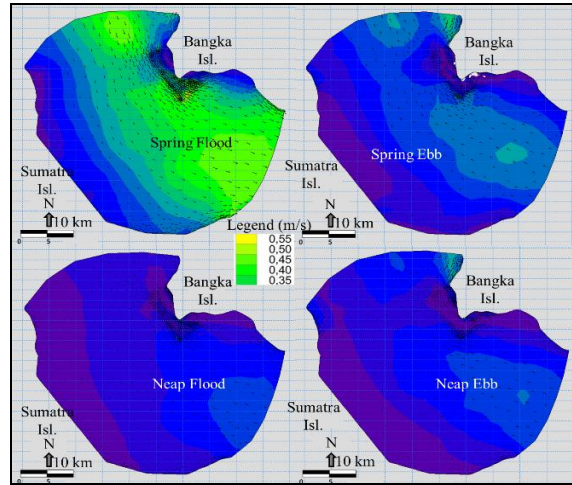 Bangka
Isl.
Spring Flood
Sumatra
Isl.
N
10 km
0 5
Bangka
Isl.
Spring Ebb
Sumatra
Isl.
N
10 km
0 5
Legend (m/s)
0,55
0,50
0,45
0,40
0,35
Bangka
Isl.
Neap Flood
Sumatra
Isl.
N
10 km
0 5
Bangka
Isl.
Neap Ebb
Sumatra
Isl.
N
10 km
0 5